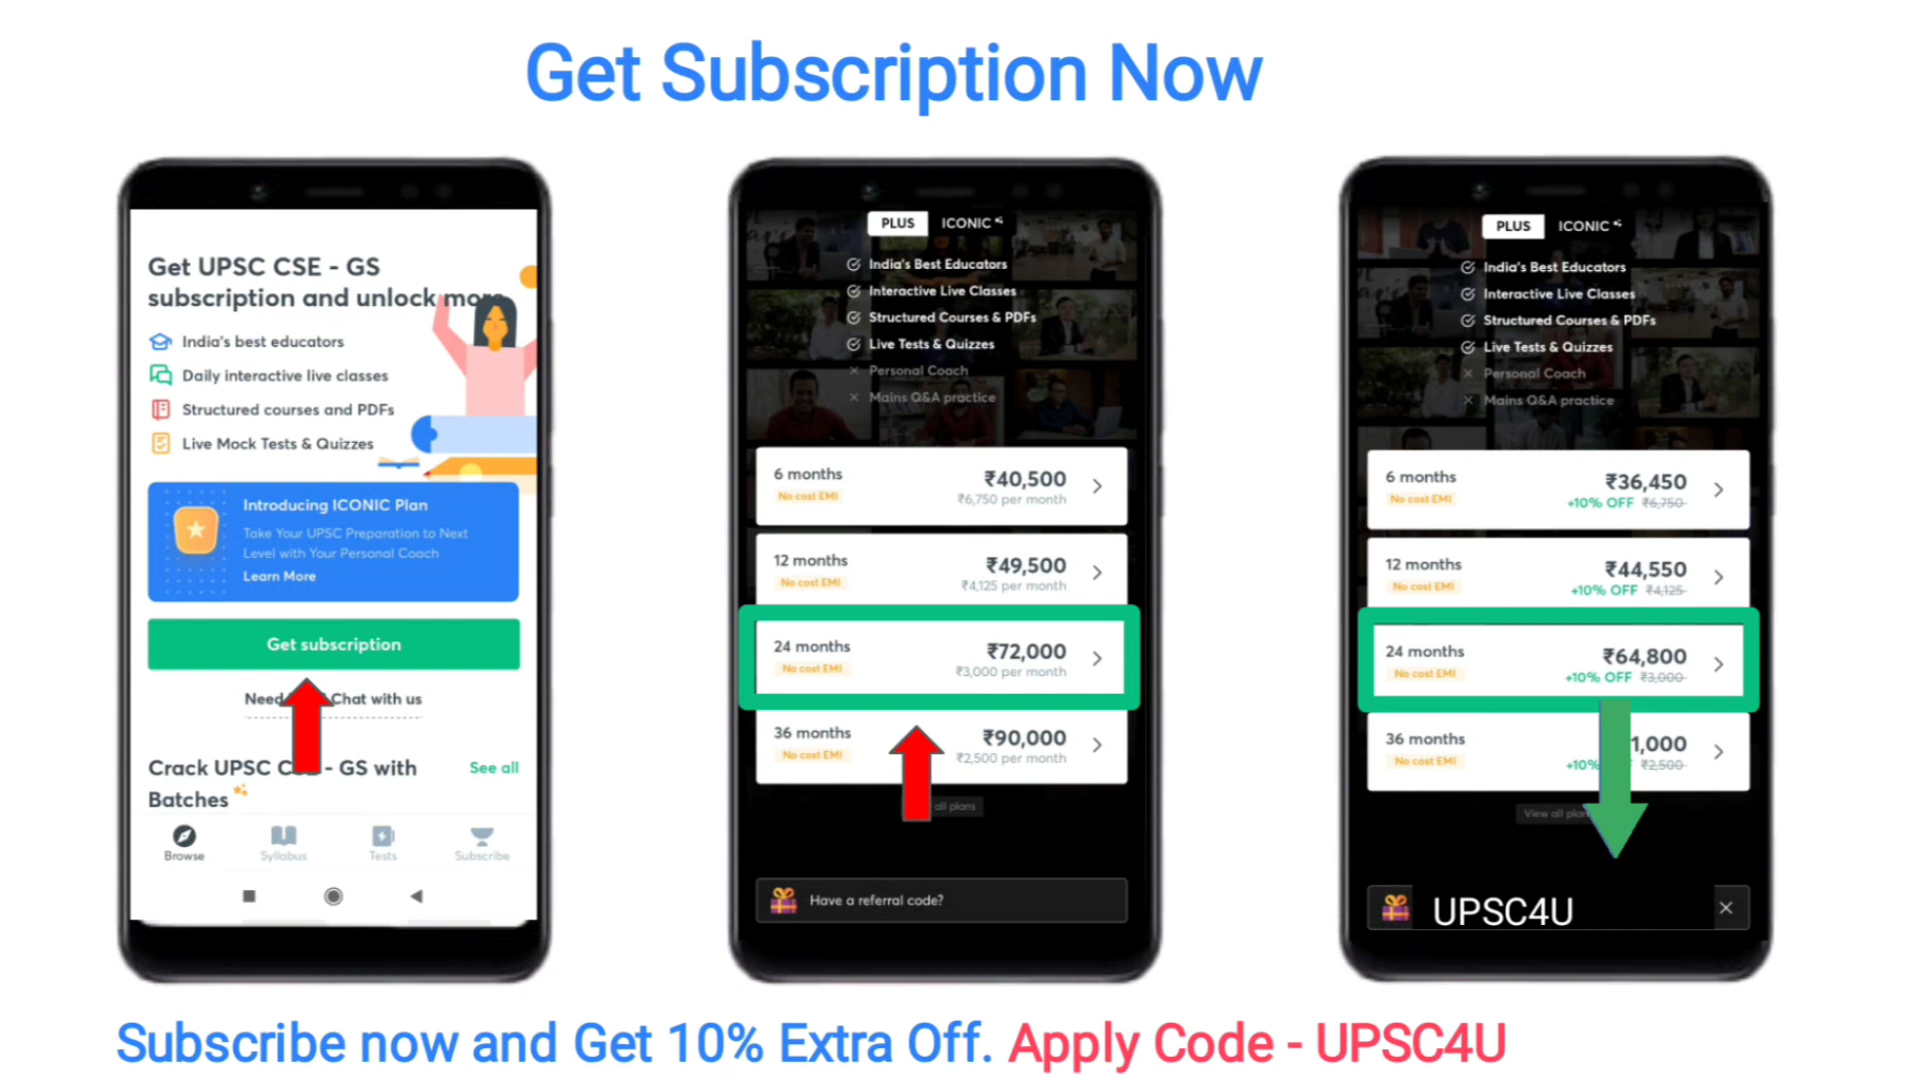 Get Subscription Now
Get UPSC CSE - GS
subscription and unlock more
India's best educators
Daily interactive live classes
Structured courses and PDFs
Live Mock Tests & Quizzes
Introducing ICONIC Plan
Take Your UPSC Preparation to Next
Level with Your Personal Coach
Learn More
Get subscription
Need Chat with us
Crack UPSC - GS with
See all
Batches
Browse
Syllabus
Tests
Subscribe
PLUS ICONIC
India's Best Educators
Interactive Live Classes
Structured Courses & PDFs
Live Tests & Quizzes
Personal Coach
Mains Q&A practice
6 months ₹40,500
No cost EMI ₹6,750 per month
12 months ₹49,500
No cost EMI ₹4,125 per month
24 months ₹72,000
No cost EMI ₹3,000 per month
36 months ₹90,000
No cost EMI ₹2,500 per month
all plans
Have a referral code?
PLUS ICONIC
India's Best Educators
Interactive Live Classes
Structured Courses & PDFs
Live Tests & Quizzes
Personal Coach
Mains Q&A practice
6 months ₹36,450
No cost EMI +10% OFF ₹6,750
12 months ₹44,550
No cost EMI +10% OFF ₹4,125
24 months ₹64,800
No cost EMI +10% OFF ₹3,000
36 months 1,000
No cost EMI +10% ₹2,500
View all
UPSC4U
Subscribe now and Get 10% Extra Off. Apply Code - UPSC4U